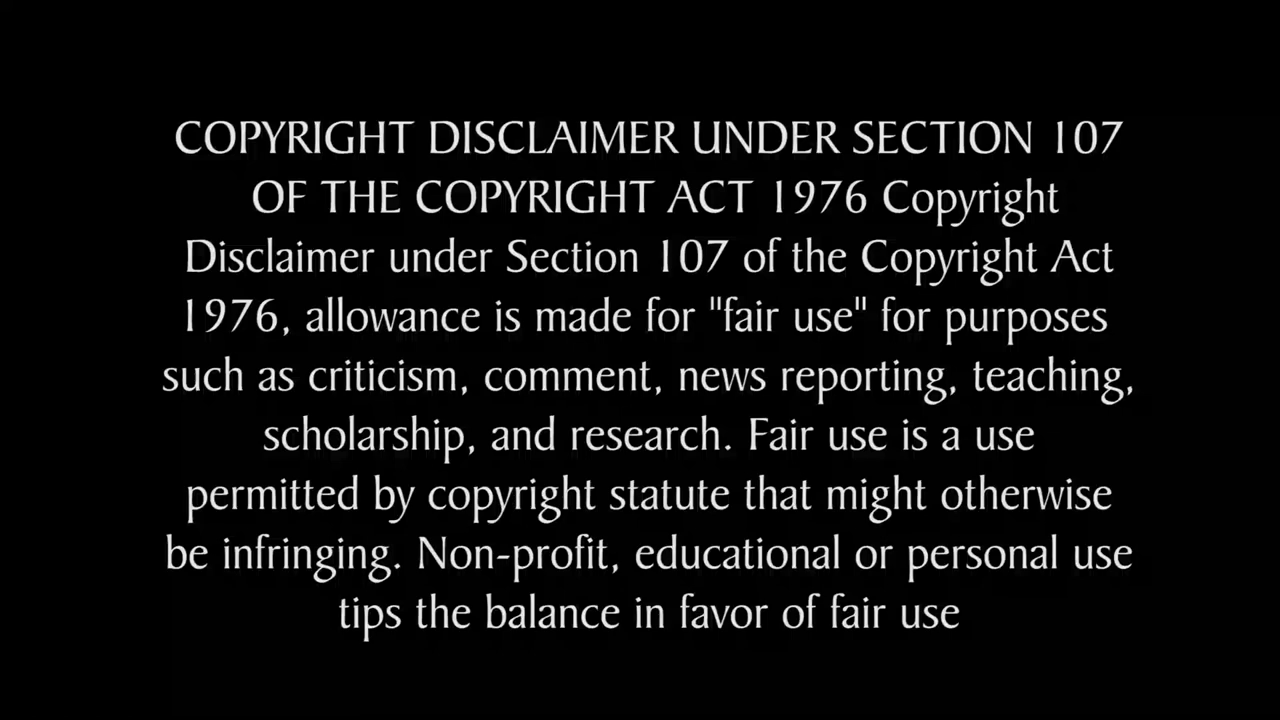 COPYRIGHT DISCLAIMER UNDER SECTION 107
OF THE COPYRIGHT ACT 1976 Copyright
Disclaimer under Section 107 of the Copyright Act
1976, allowance is made for "fair use" for purposes
such as criticism, comment, news reporting, teaching,
scholarship, and research. Fair use is a use
permitted by copyright statute that might otherwise
be infringing. Non-profit, educational or personal use
tips the balance in favor of fair use